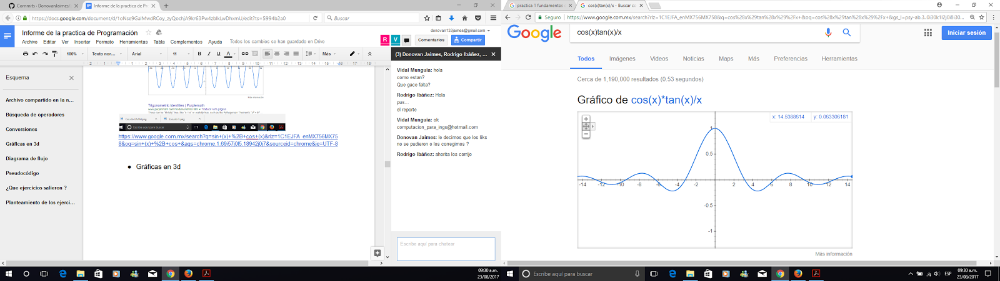 Commits · DonovanJaimes/
Informe de la practica de Pr
https://docs.google.com/document/d/1oNse9GaIMwdRCoy_zyQochjA9kr63Pw4zblkLwDhxmU/edit?ts=5994b2a0
Buscar
Informe de la practica de Programación
donovan133jaimes@gmail.com
Archivo Editar Ver Insertar Formato Herramientas Tabla Complementos Ayuda Todos los cambios se han guardado en Drive
R V Comentarios Compartir
100% Texto nor... Arial 11 B I U A Más
Esquema
Archivo compartido en la n...
Búsqueda de operadores
Conversiones
Gráficas en 3d
Diagrama de flujo
Pseudocódigo
¿Que ejercicios salieron ?
Planteamiento de los ejerci...
Más información
Trigonometric Identities | Purplemath
Escribe aquí para buscar
https://www.google.com.mx/search?q=sin+(x)+%2B+cos+(x)&rlz=1C1EJFA_enMX756MX75
8&oq=sin+(x)+%2B+cos+&aqs=chrome.1.69i57j0l5.18942j0j7&sourceid=chrome&ie=UTF-8
● Gráficas en 3d
(3) Donovan Jaimes, Rodrigo Ibáñez, ...
Vidal Munguia: hola
como estan?
Que gace falta?
Rodrigo Ibáñez: Hola
pus...
el reporte
Vidal Munguia: ok
computacion_para_ings@hotmail.com
Donovan Jaimes: le decimos que los liks
no se pudieron o los corregimos ?
Rodrigo Ibáñez: ahorita los corrijo
Escribe aquí para chatear
09:30 a.m.
23/08/2017
practica 1 fundamentos
cos(x)tan(x)/x - Buscar co
Seguro https://www.google.com.mx/search?rlz=1C1EJFA_enMX756MX758&q=cos%28x%29tan%28x%29%2Fx+&oq=cos%28x%29tan%28x%29%2Fx+&gs_l=psy-ab.3..0i30k1l2j0i8i30...
Google
cos(x)tan(x)/x
Iniciar sesión
Todos Imágenes Videos Noticias Maps Más Preferencias Herramientas
Cerca de 1,190,000 resultados (0.53 segundos)
Gráfico de cos(x)*tan(x)/x
x: 14.5388614 y: 0.063306181
1
0.5
-14 -12 -10 -8 -6 -4 -2 2 4 6 8 10 12 14
-0.5
-1
Más información
Escribe aquí para buscar
ESP
09:30 a.m.
23/08/2017